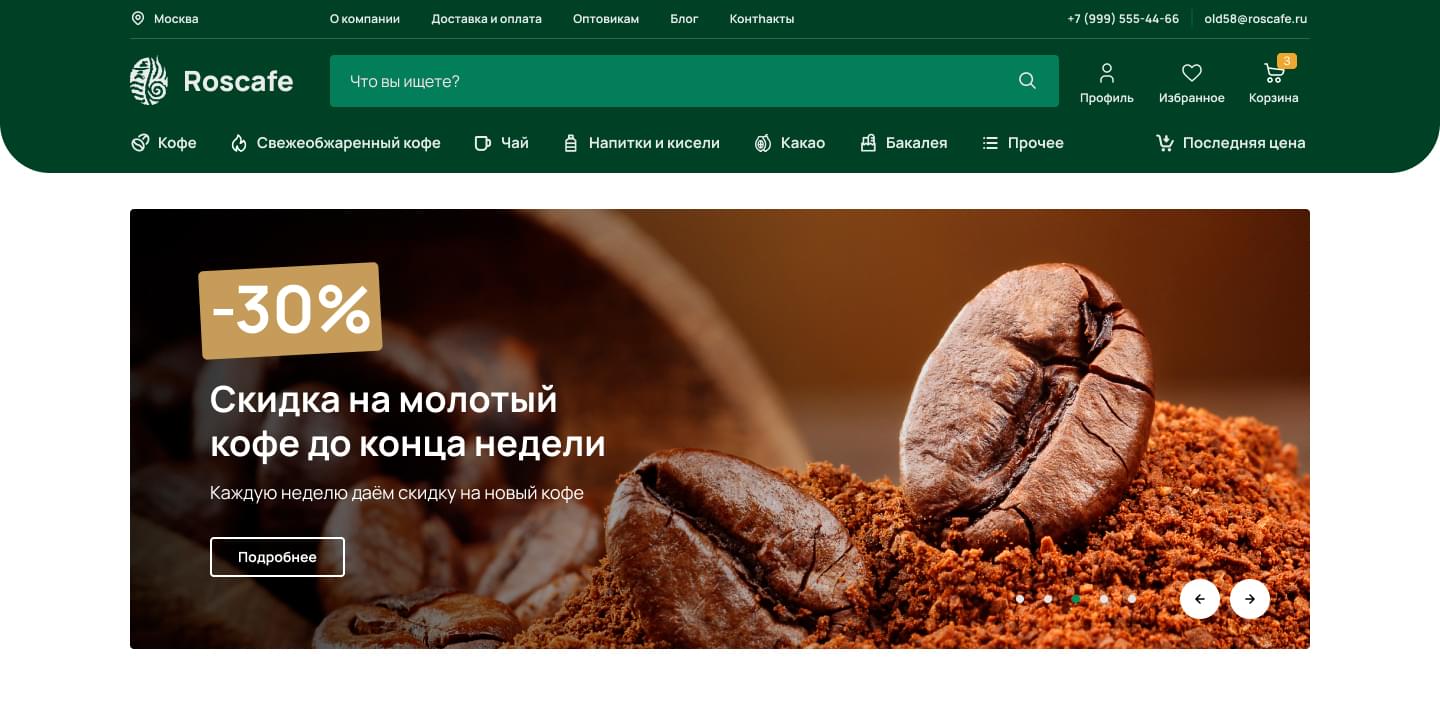 Москва О компании Доставка и оплата Оптовикам Блог Контhакты +7 (999) 555-44-66 old58@roscafe.ru
Roscafe Что вы ищете? Профиль Избранное 3 Корзина
Кофе Свежеобжаренный кофе Чай Напитки и кисели Какао Бакалея Прочее Последняя цена
-30%
Скидка на молотый
кофе до конца недели
Каждую неделю даём скидку на новый кофе
Подробнее